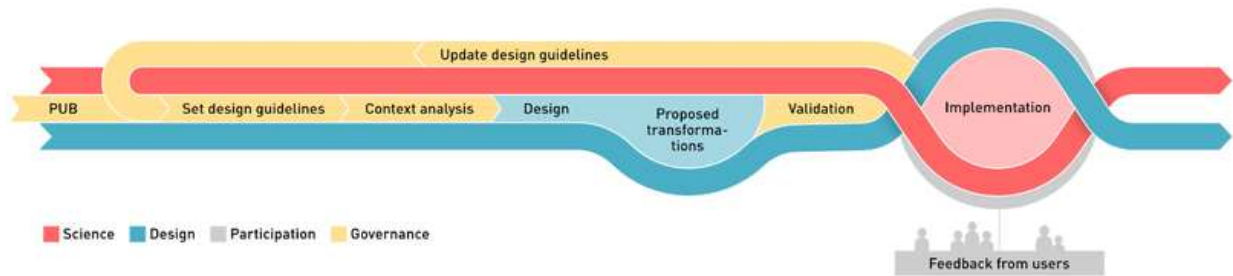 Update design guidelines
PUB
Set design guidelines
Context analysis
Design
Proposed
transforma-
tions
Validation
Implementation
Science
Design
Participation
Governance
Feedback from users